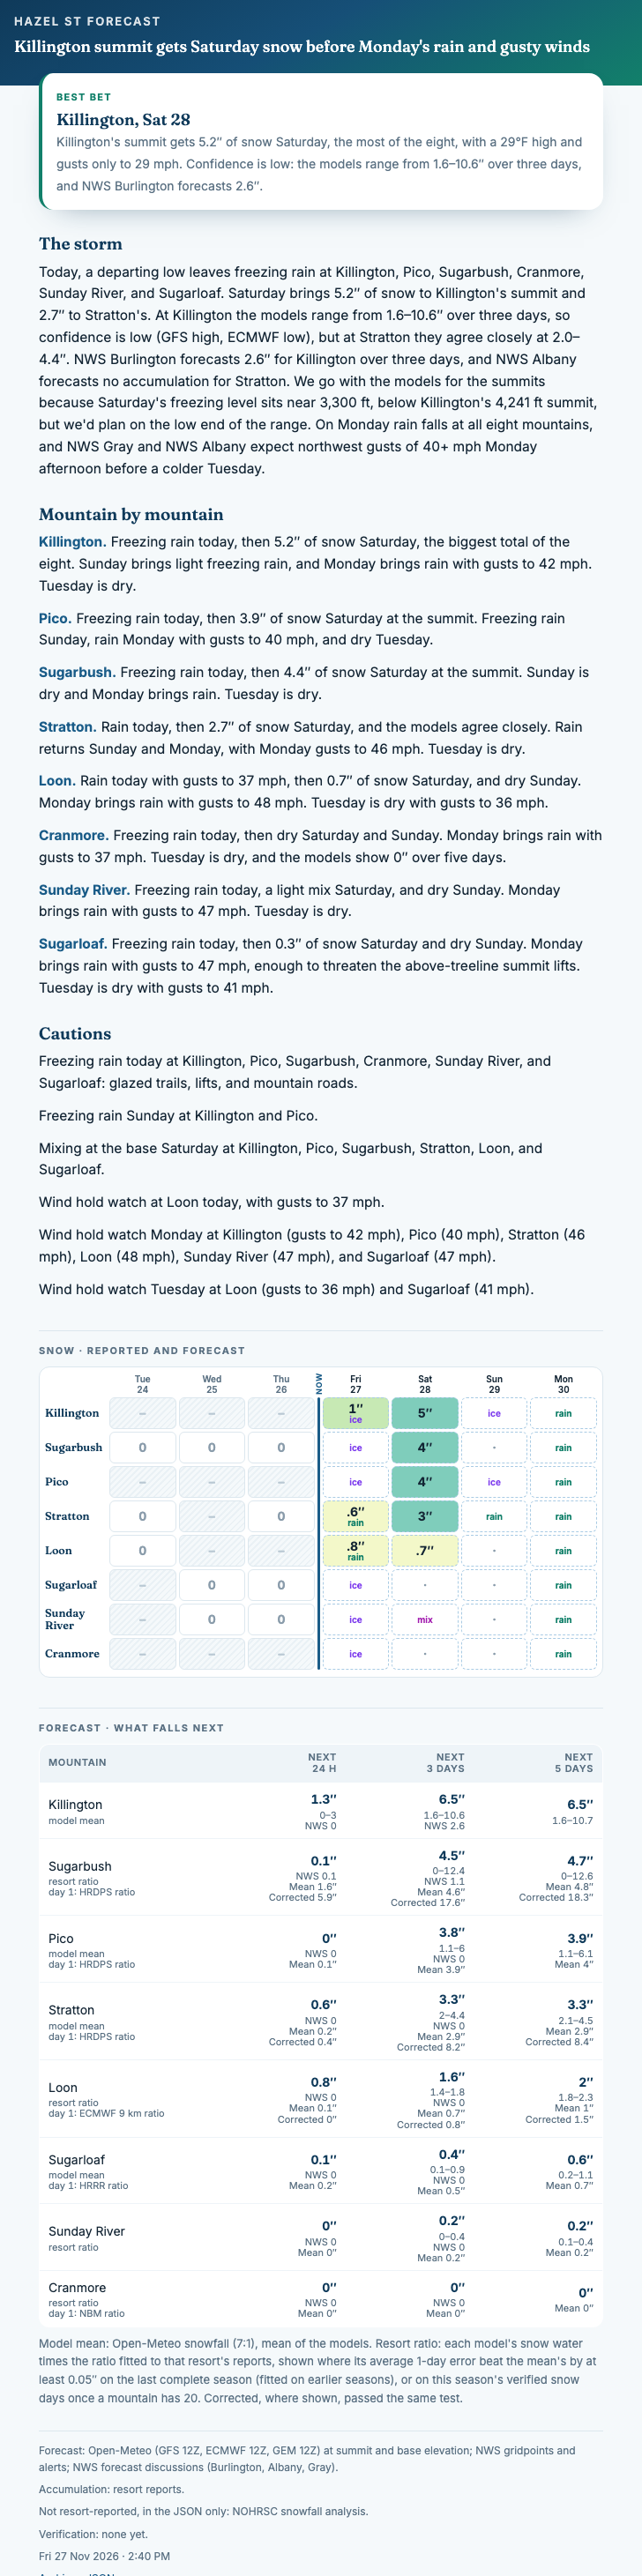 HAZEL ST FORECAST
Killington summit gets Saturday snow before Monday's rain and gusty winds
BEST BET
Killington, Sat 28
Killington's summit gets 5.2″ of snow Saturday, the most of the eight, with a 29°F high and
gusts only to 29 mph. Confidence is low: the models range from 1.6–10.6″ over three days,
and NWS Burlington forecasts 2.6″.
The storm
Today, a departing low leaves freezing rain at Killington, Pico, Sugarbush, Cranmore,
Sunday River, and Sugarloaf. Saturday brings 5.2″ of snow to Killington's summit and
2.7″ to Stratton's. At Killington the models range from 1.6–10.6″ over three days, so
confidence is low (GFS high, ECMWF low), but at Stratton they agree closely at 2.0–
4.4″. NWS Burlington forecasts 2.6″ for Killington over three days, and NWS Albany
forecasts no accumulation for Stratton. We go with the models for the summits
because Saturday's freezing level sits near 3,300 ft, below Killington's 4,241 ft summit,
but we'd plan on the low end of the range. On Monday rain falls at all eight mountains,
and NWS Gray and NWS Albany expect northwest gusts of 40+ mph Monday
afternoon before a colder Tuesday.
Mountain by mountain
Killington. Freezing rain today, then 5.2″ of snow Saturday, the biggest total of the
eight. Sunday brings light freezing rain, and Monday brings rain with gusts to 42 mph.
Tuesday is dry.
Pico. Freezing rain today, then 3.9″ of snow Saturday at the summit. Freezing rain
Sunday, rain Monday with gusts to 40 mph, and dry Tuesday.
Sugarbush. Freezing rain today, then 4.4″ of snow Saturday at the summit. Sunday is
dry and Monday brings rain. Tuesday is dry.
Stratton. Rain today, then 2.7″ of snow Saturday, and the models agree closely. Rain
returns Sunday and Monday, with Monday gusts to 46 mph. Tuesday is dry.
Loon. Rain today with gusts to 37 mph, then 0.7″ of snow Saturday, and dry Sunday.
Monday brings rain with gusts to 48 mph. Tuesday is dry with gusts to 36 mph.
Cranmore. Freezing rain today, then dry Saturday and Sunday. Monday brings rain with
gusts to 37 mph. Tuesday is dry, and the models show 0″ over five days.
Sunday River. Freezing rain today, a light mix Saturday, and dry Sunday. Monday
brings rain with gusts to 47 mph. Tuesday is dry.
Sugarloaf. Freezing rain today, then 0.3″ of snow Saturday and dry Sunday. Monday
brings rain with gusts to 47 mph, enough to threaten the above-treeline summit lifts.
Tuesday is dry with gusts to 41 mph.
Cautions
Freezing rain today at Killington, Pico, Sugarbush, Cranmore, Sunday River, and
Sugarloaf: glazed trails, lifts, and mountain roads.
Freezing rain Sunday at Killington and Pico.
Mixing at the base Saturday at Killington, Pico, Sugarbush, Stratton, Loon, and
Sugarloaf.
Wind hold watch at Loon today, with gusts to 37 mph.
Wind hold watch Monday at Killington (gusts to 42 mph), Pico (40 mph), Stratton (46
mph), Loon (48 mph), Sunday River (47 mph), and Sugarloaf (47 mph).
Wind hold watch Tuesday at Loon (gusts to 36 mph) and Sugarloaf (41 mph).
SNOW · REPORTED AND FORECAST
Tue Wed Thu NOW Fri Sat Sun Mon
24 25 26 27 28 29 30
Killington – – – 1″ ice 5″ ice rain
Sugarbush 0 0 0 ice 4″ · rain
Pico – – – ice 4″ ice rain
Stratton 0 – 0 .6″ rain 3″ rain rain
Loon 0 – – .8″ rain .7″ · rain
Sugarloaf – 0 0 ice · · rain
Sunday River – 0 0 ice mix · rain
Cranmore – – – ice · · rain
FORECAST · WHAT FALLS NEXT
MOUNTAIN NEXT 24 H NEXT 3 DAYS NEXT 5 DAYS
Killington 1.3″ 6.5″ 6.5″
model mean 0–3 1.6–10.6 1.6–10.7
NWS 0 NWS 2.6
Sugarbush 0.1″ 4.5″ 4.7″
resort ratio NWS 0.1 0–12.4 0–12.6
day 1: HRDPS ratio Mean 1.6″ NWS 1.1 Mean 4.8″
Corrected 5.9″ Mean 4.6″ Corrected 18.3″
Corrected 17.6″
Pico 0″ 3.8″ 3.9″
model mean NWS 0 1.1–6 1.1–6.1
day 1: HRDPS ratio Mean 0.1″ NWS 0 Mean 4″
Mean 3.9″
Stratton 0.6″ 3.3″ 3.3″
model mean NWS 0 2–4.4 2.1–4.5
day 1: HRDPS ratio Mean 0.2″ NWS 0 Mean 2.9″
Corrected 0.4″ Mean 2.9″ Corrected 8.4″
Corrected 8.2″
Loon 0.8″ 1.6″ 2″
resort ratio NWS 0 1.4–1.8 1.8–2.3
day 1: ECMWF 9 km ratio Mean 0.1″ NWS 0 Mean 1″
Corrected 0″ Mean 0.7″ Corrected 1.5″
Corrected 0.8″
Sugarloaf 0.1″ 0.4″ 0.6″
model mean NWS 0 0.1–0.9 0.2–1.1
day 1: HRRR ratio Mean 0.2″ NWS 0 Mean 0.7″
Mean 0.5″
Sunday River 0″ 0.2″ 0.2″
resort ratio NWS 0 0–0.4 0.1–0.4
Mean 0″ NWS 0 Mean 0.2″
Mean 0.2″
Cranmore 0″ 0″ 0″
resort ratio NWS 0 NWS 0 Mean 0″
day 1: NBM ratio Mean 0″ Mean 0″
Model mean: Open-Meteo snowfall (7:1), mean of the models. Resort ratio: each model's snow water
times the ratio fitted to that resort's reports, shown where its average 1-day error beat the mean's by at
least 0.05″ on the last complete season (fitted on earlier seasons), or on this season's verified snow
days once a mountain has 20. Corrected, where shown, passed the same test.
Forecast: Open-Meteo (GFS 12Z, ECMWF 12Z, GEM 12Z) at summit and base elevation; NWS gridpoints and
alerts; NWS forecast discussions (Burlington, Albany, Gray).
Accumulation: resort reports.
Not resort-reported, in the JSON only: NOHRSC snowfall analysis.
Verification: none yet.
Fri 27 Nov 2026 · 2:40 PM